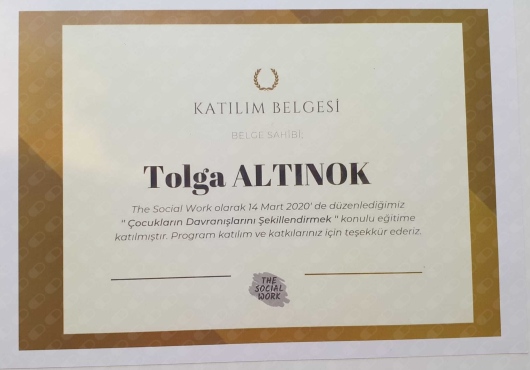 KATILIM BELGESİ
BELGE SAHİBİ;
Tolga ALTINOK
The Social Work olarak 14 Mart 2020' de düzenlediğimiz
" Çocukların Davranışlarını Şekillendirmek " konulu eğitime
katılmıştır. Program katılım ve katkılarınız için teşekkür ederiz.
THE
SOCIAL
WORK